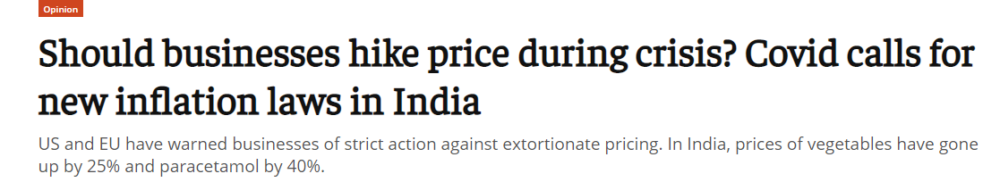 Opinion
Should businesses hike price during crisis? Covid calls for
new inflation laws in India
US and EU have warned businesses of strict action against extortionate pricing. In India, prices of vegetables have gone
up by 25% and paracetamol by 40%.